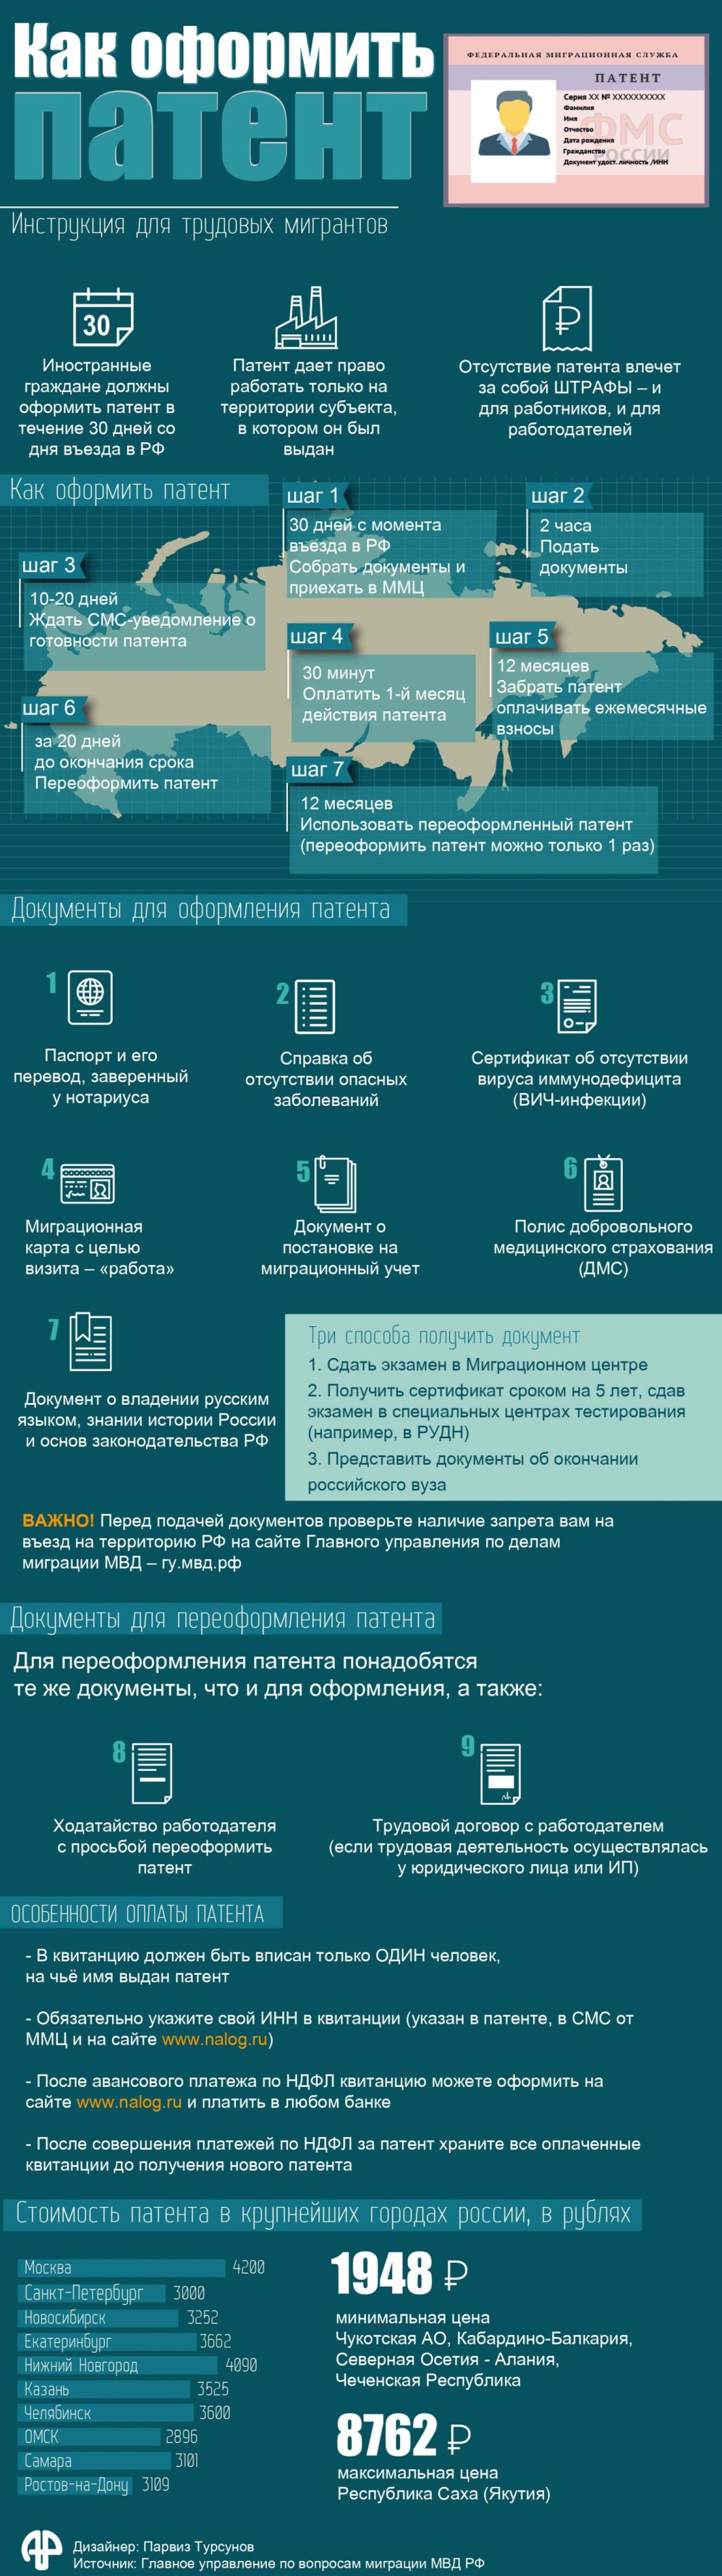 Как оформить
патент
ФЕДЕРАЛЬНАЯ МИГРАЦИОННАЯ СЛУЖБА
ПАТЕНТ
Серия XX № XXXXXXXXXX
Фамилия
Имя
Отчество
Дата рождения
Гражданство
Документ удост. личность /ИНН
ФМС
РОССИИ
Инструкция для трудовых мигрантов
30
Иностранные
граждане должны
оформить патент в
течение 30 дней со
дня въезда в РФ
Патент дает право
работать только на
территории субъекта,
в котором он был
выдан
₽
Отсутствие патента влечет
за собой ШТРАФЫ – и
для работников, и для
работодателей
Как оформить патент
шаг 1
30 дней с момента
въезда в РФ
Собрать документы и
приехать в ММЦ
шаг 2
2 часа
Подать
документы
шаг 3
10-20 дней
Ждать СМС-уведомление о
готовности патента
шаг 4
30 минут
Оплатить 1-й месяц
действия патента
шаг 5
12 месяцев
Забрать патент
оплачивать ежемесячные
взносы
шаг 6
за 20 дней
до окончания срока
Переоформить патент
шаг 7
12 месяцев
Использовать переоформленный патент
(переоформить патент можно только 1 раз)
Документы для оформления патента
1
Паспорт и его
перевод, заверенный
у нотариуса
2
Справка об
отсутствии опасных
заболеваний
3
Сертификат об отсутствии
вируса иммунодефицита
(ВИЧ-инфекции)
4
Миграционная
карта с целью
визита – «работа»
5
Документ о
постановке на
миграционный учет
6
Полис добровольного
медицинского страхования
(ДМС)
7
Документ о владении русским
языком, знании истории России
и основ законодательства РФ
Три способа получить документ
1. Сдать экзамен в Миграционном центре
2. Получить сертификат сроком на 5 лет, сдав
экзамен в специальных центрах тестирования
(например, в РУДН)
3. Представить документы об окончании
российского вуза
ВАЖНО! Перед подачей документов проверьте наличие запрета вам на
въезд на территорию РФ на сайте Главного управления по делам
миграции МВД – гу.мвд.рф
Документы для переоформления патента
Для переоформления патента понадобятся
те же документы, что и для оформления, а также:
8
Ходатайство работодателя
с просьбой переоформить
патент
9
Трудовой договор с работодателем
(если трудовая деятельность осуществлялась
у юридического лица или ИП)
ОСОБЕННОСТИ ОПЛАТЫ ПАТЕНТА
- В квитанцию должен быть вписан только ОДИН человек,
на чьё имя выдан патент
- Обязательно укажите свой ИНН в квитанции (указан в патенте, в СМС от
ММЦ и на сайте www.nalog.ru)
- После авансового платежа по НДФЛ квитанцию можете оформить на
сайте www.nalog.ru и платить в любом банке
- После совершения платежей по НДФЛ за патент храните все оплаченные
квитанции до получения нового патента
Стоимость патента в крупнейших городах россии, в рублях
Москва 4200
Санкт-Петербург 3000
Новосибирск 3252
Екатеринбург 3662
Нижний Новгород 4090
Казань 3525
Челябинск 3600
ОМСК 2896
Самара 3101
Ростов-на-Дону 3109
1948 ₽
минимальная цена
Чукотская АО, Кабардино-Балкария,
Северная Осетия - Алания,
Чеченская Республика
8762 ₽
максимальная цена
Республика Саха (Якутия)
Дизайнер: Парвиз Турсунов
Источник: Главное управление по вопросам миграции МВД РФ